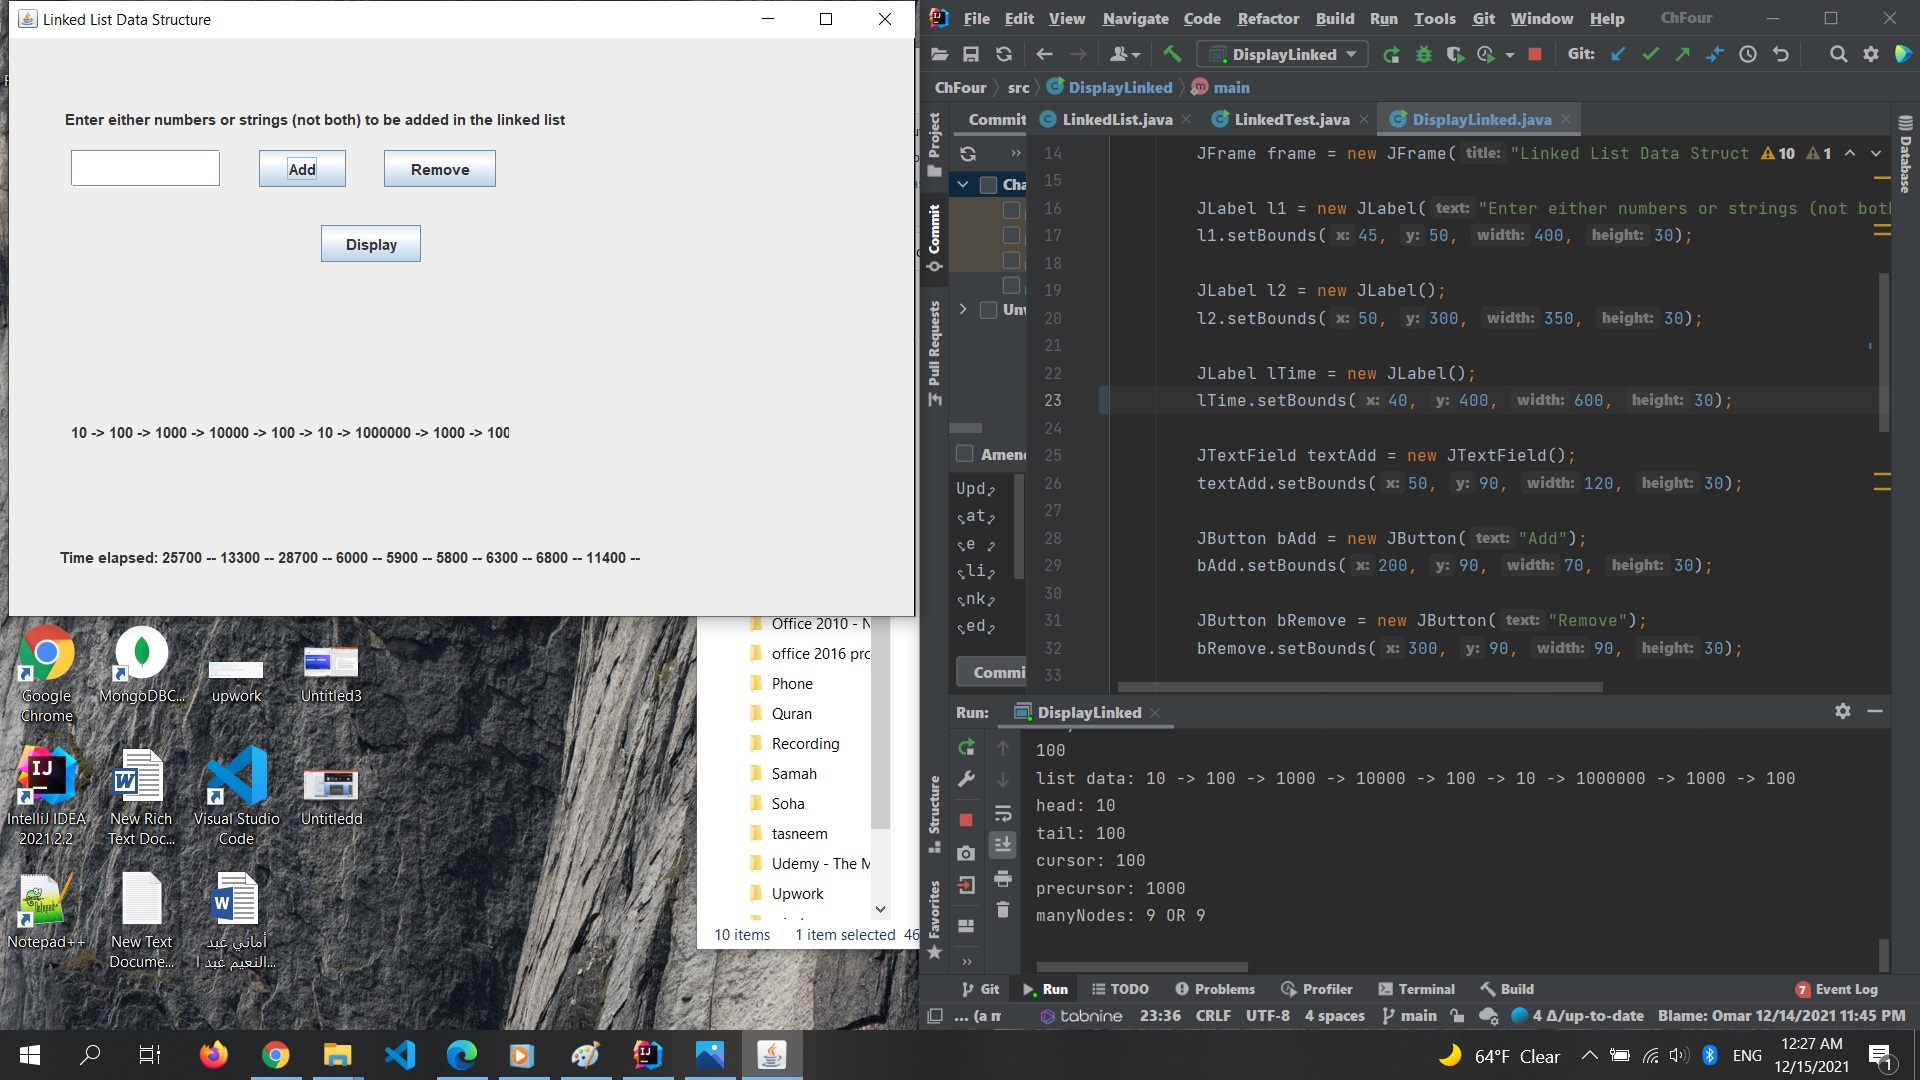 Linked List Data Structure
Enter either numbers or strings (not both) to be added in the linked list
Add
Remove
Display
10 -> 100 -> 1000 -> 10000 -> 100 -> 10 -> 1000000 -> 1000 -> 100
Time elapsed: 25700 -- 13300 -- 28700 -- 6000 -- 5900 -- 5800 -- 6300 -- 6800 -- 11400 --
Office 2010 - N
office 2016 pro
Phone
Quran
Recording
Samah
Soha
tasneem
Udemy - The M
Upwork
10 items 1 item selected 46
Google
Chrome
MongoDBC...
upwork
Untitled3
IntelliJ IDEA
2021.2.2
New Rich
Text Doc...
Visual Studio
Code
Untitledd
Notepad++
New Text
Docume...
أماني عبد
النعيم عبد ا...
File Edit View Navigate Code Refactor Build Run Tools Git Window Help ChFour
DisplayLinked
Git:
ChFour src DisplayLinked main
Project
Commit
Pull Requests
Structure
Favorites
Database
Commit
LinkedList.java
LinkedTest.java
DisplayLinked.java
Cha
Unv
Amend
Upd
at
e
li
nk
ed
Commi
10 1
14 JFrame frame = new JFrame( title: "Linked List Data Struct
15
16 JLabel l1 = new JLabel( text: "Enter either numbers or strings (not both
17 l1.setBounds( x: 45, y: 50, width: 400, height: 30);
18
19 JLabel l2 = new JLabel();
20 l2.setBounds( x: 50, y: 300, width: 350, height: 30);
21
22 JLabel lTime = new JLabel();
23 lTime.setBounds( x: 40, y: 400, width: 600, height: 30);
24
25 JTextField textAdd = new JTextField();
26 textAdd.setBounds( x: 50, y: 90, width: 120, height: 30);
27
28 JButton bAdd = new JButton( text: "Add");
29 bAdd.setBounds( x: 200, y: 90, width: 70, height: 30);
30
31 JButton bRemove = new JButton( text: "Remove");
32 bRemove.setBounds( x: 300, y: 90, width: 90, height: 30);
33
Run: DisplayLinked
100
list data: 10 -> 100 -> 1000 -> 10000 -> 100 -> 10 -> 1000000 -> 1000 -> 100
head: 10
tail: 100
cursor: 100
precursor: 1000
manyNodes: 9 OR 9
Git Run TODO Problems Profiler Terminal Build 7 Event Log
... (a m tabnine 23:36 CRLF UTF-8 4 spaces main 4 Δ/up-to-date Blame: Omar 12/14/2021 11:45 PM
64°F Clear
ENG
12:27 AM
12/15/2021
1